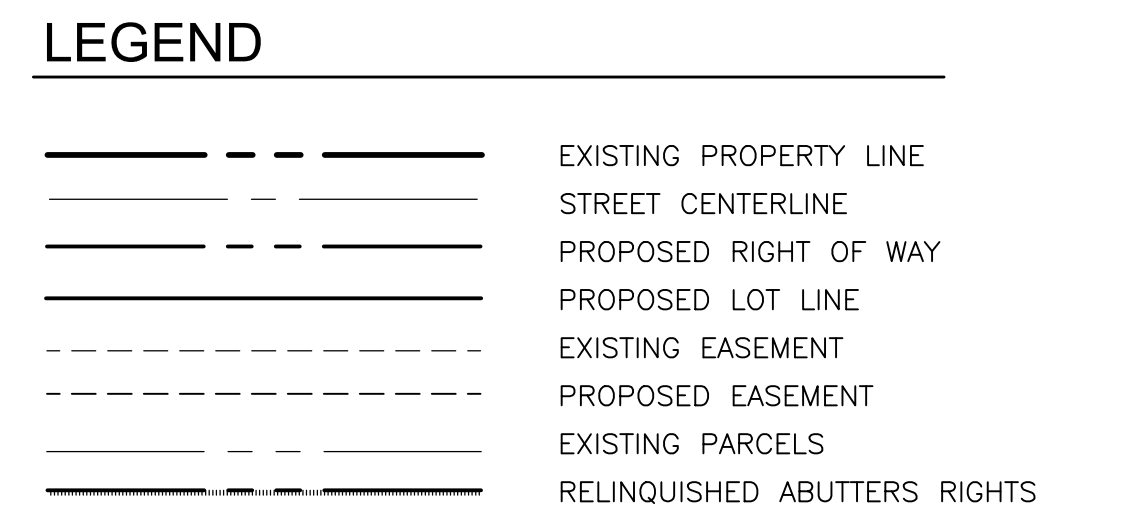 LEGEND
EXISTING PROPERTY LINE
STREET CENTERLINE
PROPOSED RIGHT OF WAY
PROPOSED LOT LINE
EXISTING EASEMENT
PROPOSED EASEMENT
EXISTING PARCELS
RELINQUISHED ABUTTERS RIGHTS